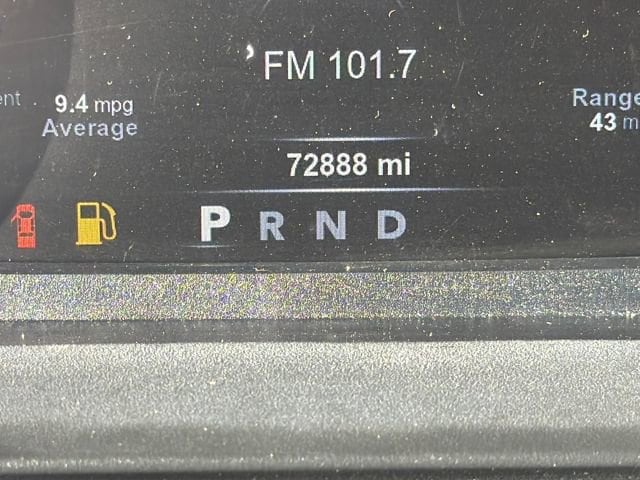 FM 101.7
9.4 mpg
Average
Range
43
72888 mi
P R N D